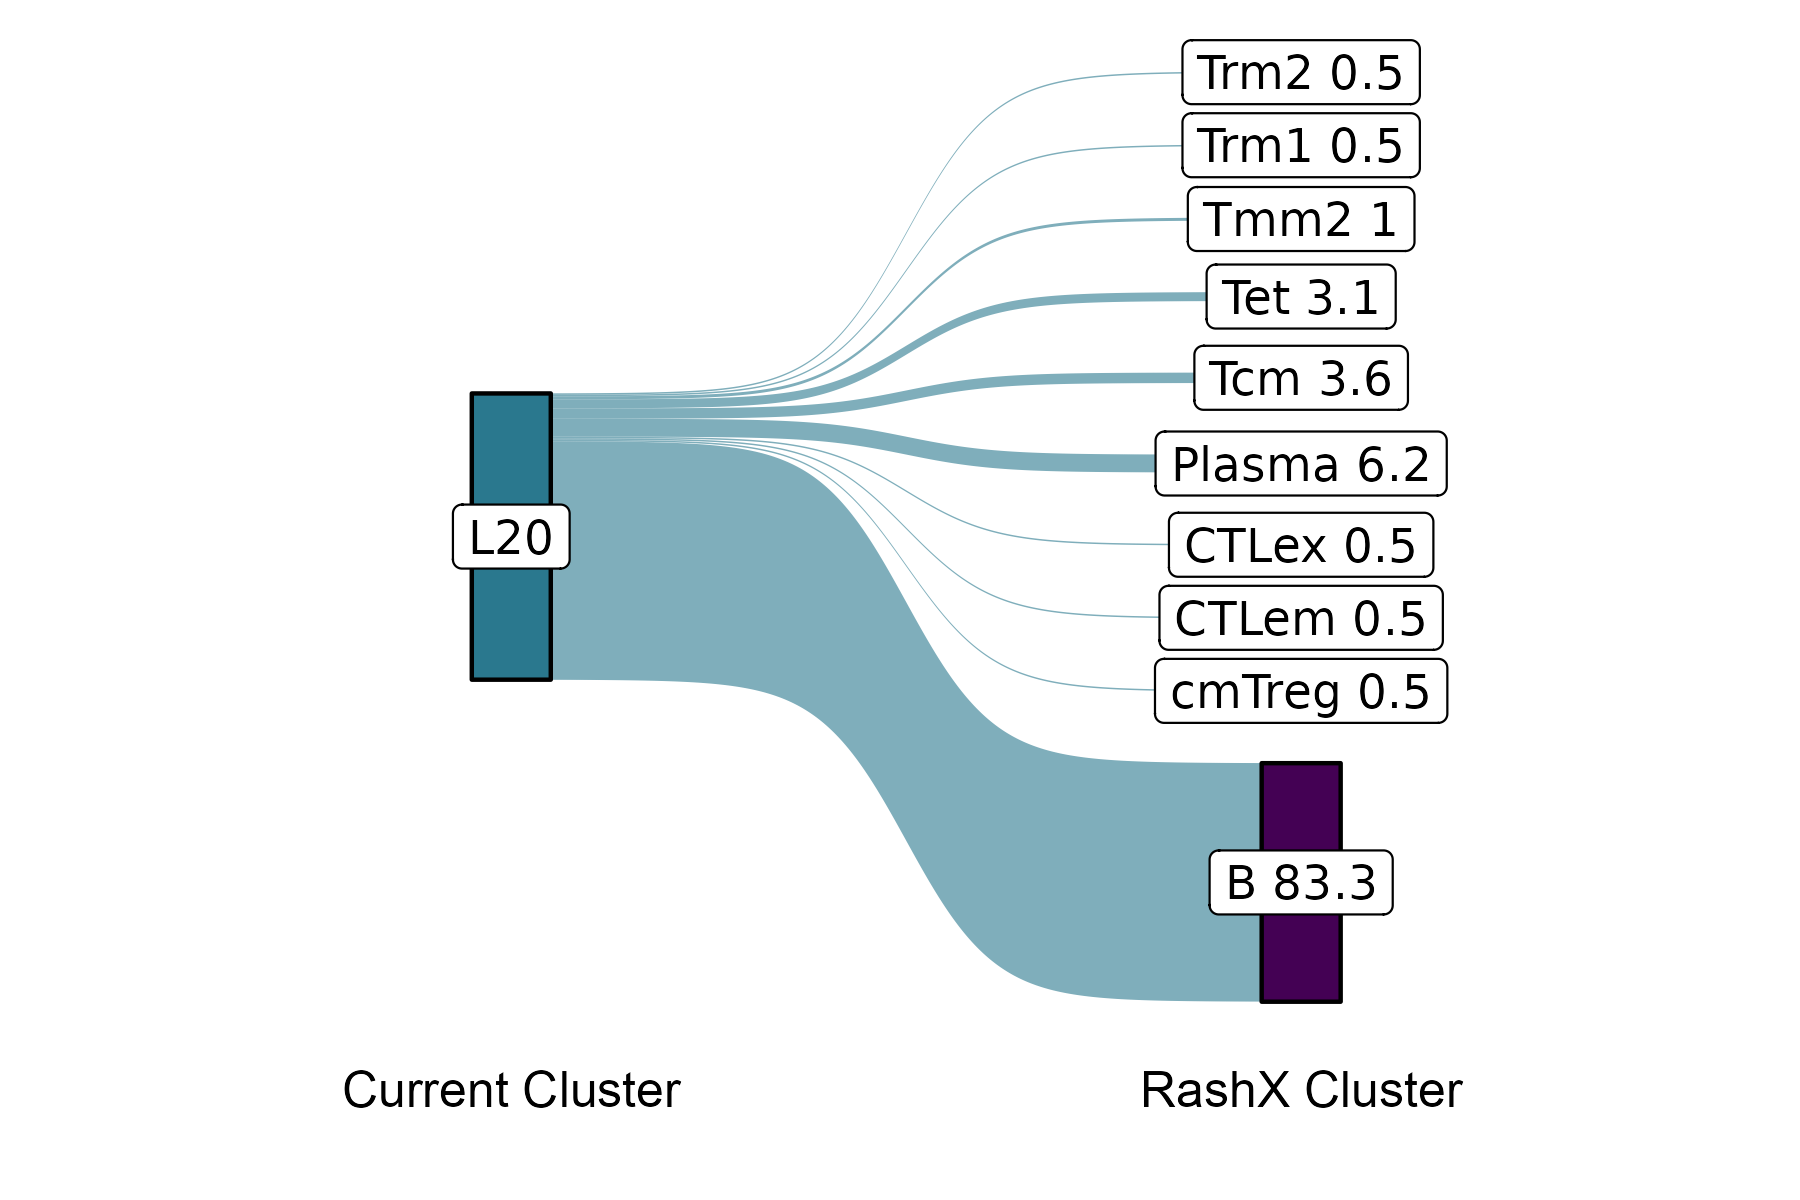 Trm2 0.5
Trm1 0.5
Tmm2 1
Tet 3.1
Tcm 3.6
Plasma 6.2
L20
CTLex 0.5
CTLem 0.5
cmTreg 0.5
B 83.3
Current Cluster
RashX Cluster